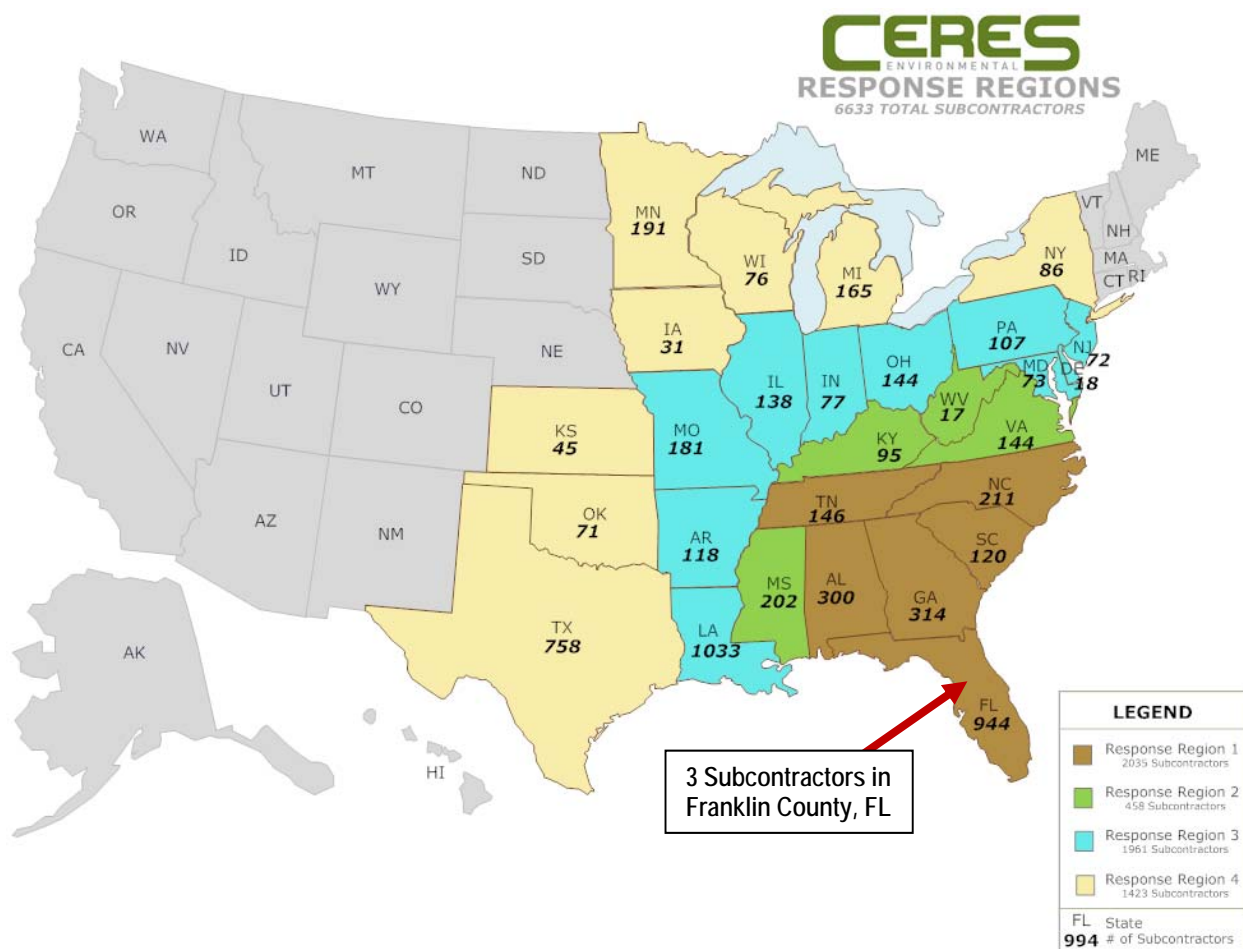 CERES
ENVIRONMENTAL
RESPONSE REGIONS
6633 TOTAL SUBCONTRACTORS
WA
MT
ND
ME
OR
ID
MN
191
VT
NH
SD
WI
76
MI
165
NY
86
MA
CT RI
WY
IA
31
PA
107
NJ
72
NE
CA
NV
UT
CO
IL
138
IN
77
OH
144
MD
73
DE
18
WV
17
VA
144
KS
45
MO
181
KY
95
NC
211
TN
146
AZ
NM
OK
71
AR
118
SC
120
MS
202
AL
300
GA
314
TX
758
LA
1033
AK
HI
FL
944
3 Subcontractors in
Franklin County, FL
LEGEND
Response Region 1
2035 Subcontractors
Response Region 2
458 Subcontractors
Response Region 3
1961 Subcontractors
Response Region 4
1423 Subcontractors
FL State
994 # of Subcontractors